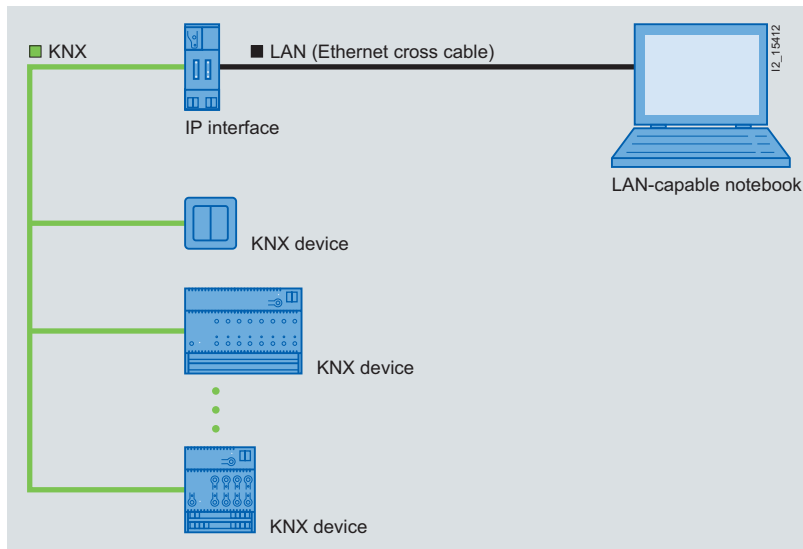 KNX
LAN (Ethernet cross cable)
I2_15412
IP interface
LAN-capable notebook
KNX device
KNX device
KNX device